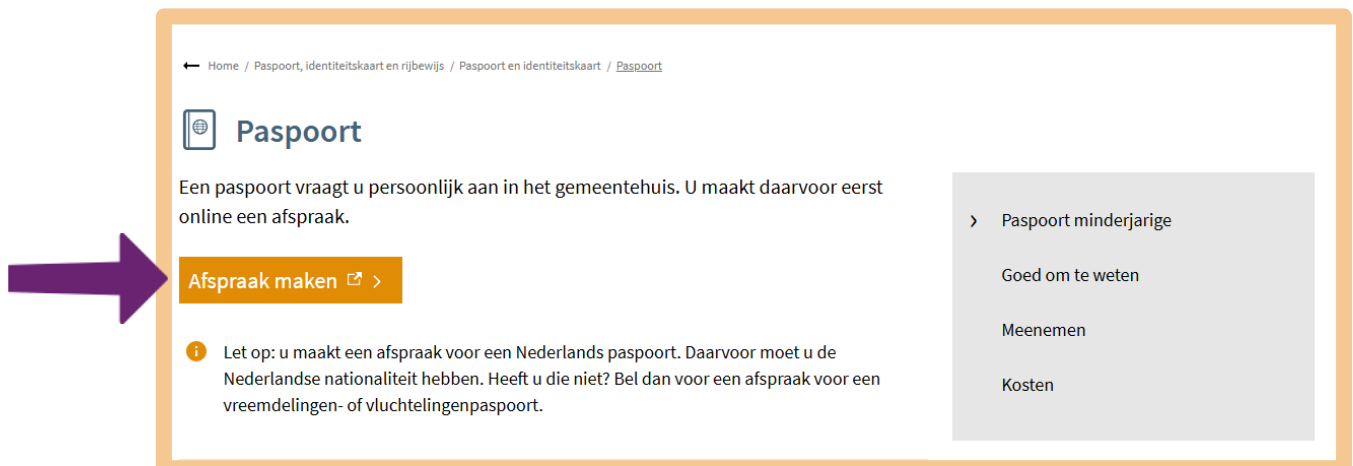 Home / Paspoort, identiteitskaart en rijbewijs / Paspoort en identiteitskaart / Paspoort
Paspoort
Een paspoort vraagt u persoonlijk aan in het gemeentehuis. U maakt daarvoor eerst
online een afspraak.
Afspraak maken
Let op: u maakt een afspraak voor een Nederlands paspoort. Daarvoor moet u de
Nederlandse nationaliteit hebben. Heeft u die niet? Bel dan voor een afspraak voor een
vreemdelingen- of vluchtelingenpaspoort.
Paspoort minderjarige
Goed om te weten
Meenemen
Kosten